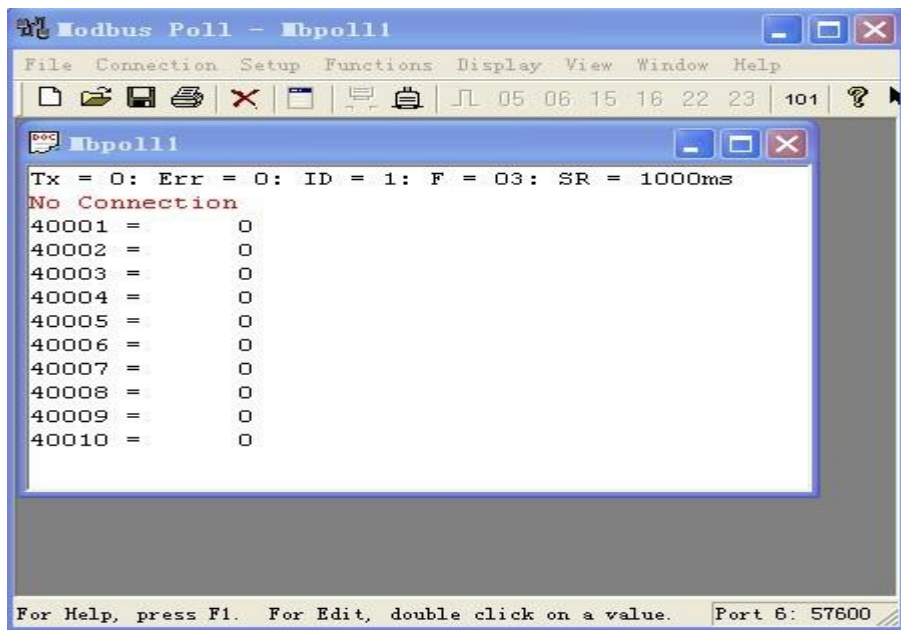 Modbus Poll - Mbpoll1
File Connection Setup Functions Display View Window Help
05 06 15 16 22 23 101
Mbpoll1
Tx = 0: Err = 0: ID = 1: F = 03: SR = 1000ms
No Connection
40001 = 0
40002 = 0
40003 = 0
40004 = 0
40005 = 0
40006 = 0
40007 = 0
40008 = 0
40009 = 0
40010 = 0
For Help, press F1. For Edit, double click on a value. Port 6: 57600